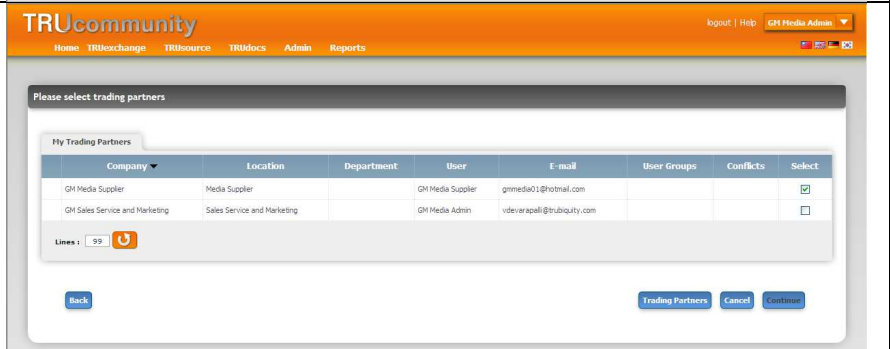 TRUcommunity
logout | Help GM Media Admin
Home TRUexchange TRUsource TRUdocs Admin Reports
Please select trading partners
My Trading Partners
Company Location Department User E-mail User Groups Conflicts Select
GM Media Supplier Media Supplier GM Media Supplier gmmedia01@hotmail.com
GM Sales Service and Marketing Sales Service and Marketing GM Media Admin vdevarapalli@trubiquity.com
Lines : 99
Back Trading Partners Cancel Continue